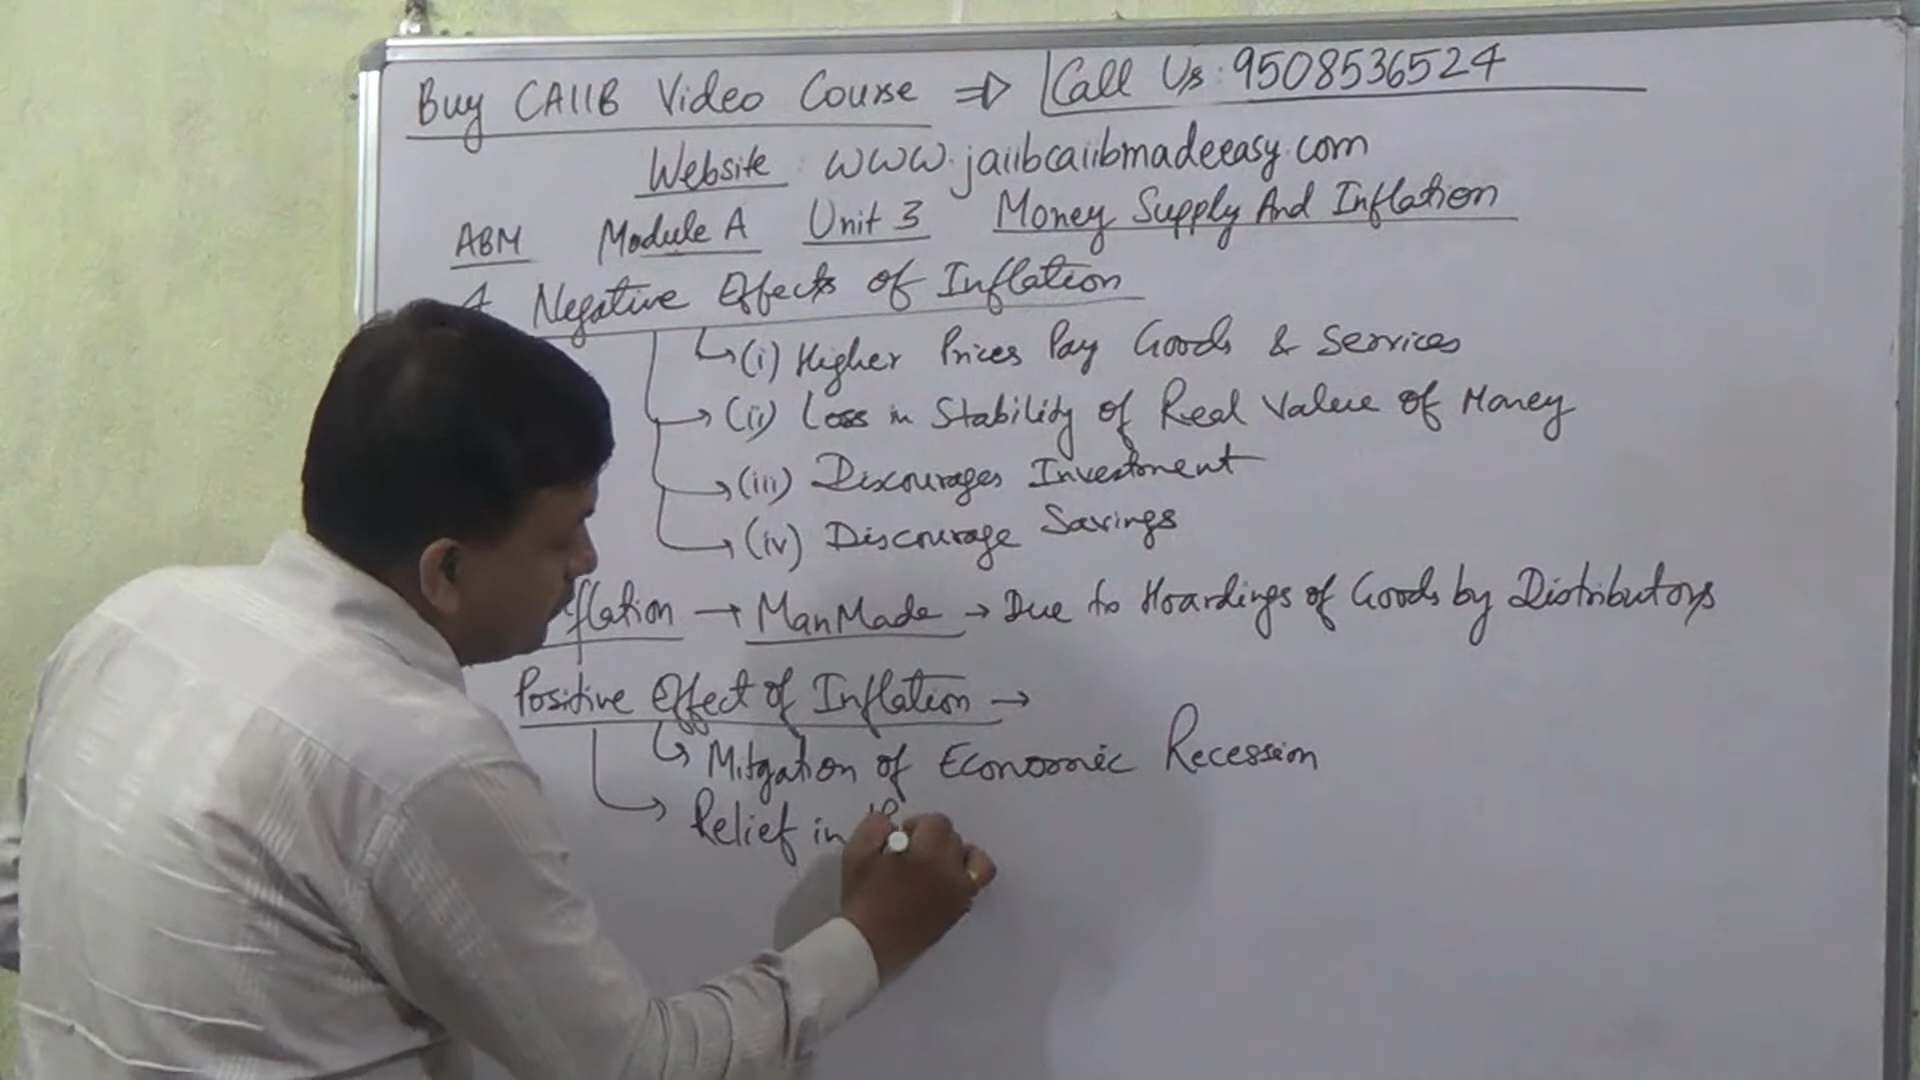 Buy CAIIB Video Course ⇒ Call Us: 9508536524
Website: www.jaiibcaiibmadeeasy.com
ABM Module A Unit 3 Money Supply And Inflation
Negative Effects of Inflation
(i) Higher Prices Pay Goods & Services
(ii) Loss in Stability of Real Value of Money
(iii) Discourages Investment
(iv) Discourage Savings
flation → ManMade → Due to Hoardings of Goods by Distributors
Positive Effect of Inflation →
Mitgation of Economic Recession
Relief in